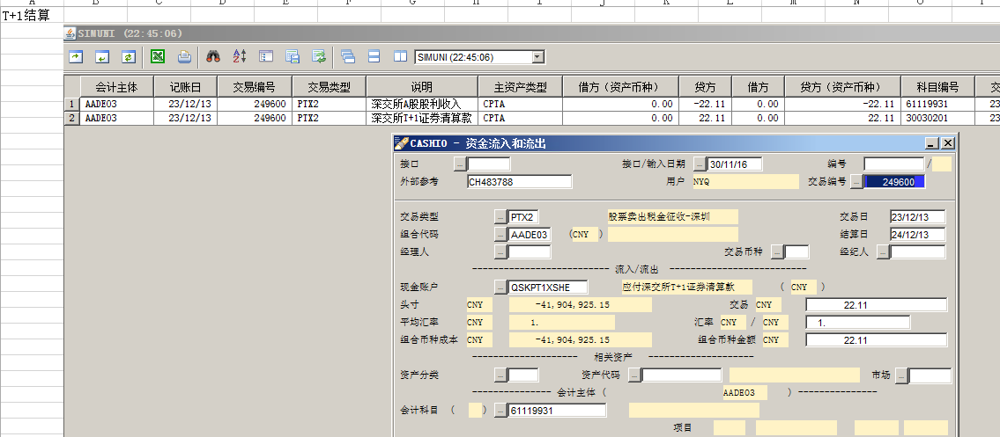 A B C D E F G H I J K L M N O
T+1结算
SIMUNI (22:45:06)
SIMUNI (22:45:06)
会计主体 记账日 交易编号 交易类型 说明 主资产类型 借方（资产币种） 贷方 借方 贷方（资产币种） 科目编号 交
1 AADE03 23/12/13 249600 PTX2 深交所A股股利收入 CPTA 0.00 -22.11 0.00 -22.11 61119931 23
2 AADE03 23/12/13 249600 PTX2 深交所T+1证券清算款 CPTA 0.00 22.11 0.00 22.11 30030201 23
CASHIO - 资金流入和流出
接口 ... 接口/输入日期 ... 30/11/16 编号 /
外部参考 CH483788 用户 NYQ 交易编号 ... 249600
交易类型 ... PTX2 股票卖出税金征收-深圳 交易日 23/12/13
组合代码 ... AADE03 (CNY ) 结算日 24/12/13
经理人 ... 交易币种 ... 经纪人 ...
-------------------------- 流入/流出 --------------------------
现金账户 ... QSKPT1XSHE 应付深交所T+1证券清算款 ( CNY )
头寸 CNY -41,904,925.15 交易 CNY 22.11
平均汇率 CNY 1. 汇率 CNY / CNY 1.
组合币种成本 CNY -41,904,925.15 组合币种金额 CNY 22.11
-------------------- 相关资产 --------------------
资产分类 ... 资产代码 ... 市场 ...
--------------- 会计主体 ( AADE03 ) ---------------
会计科目 ( ) ... 61119931
项目